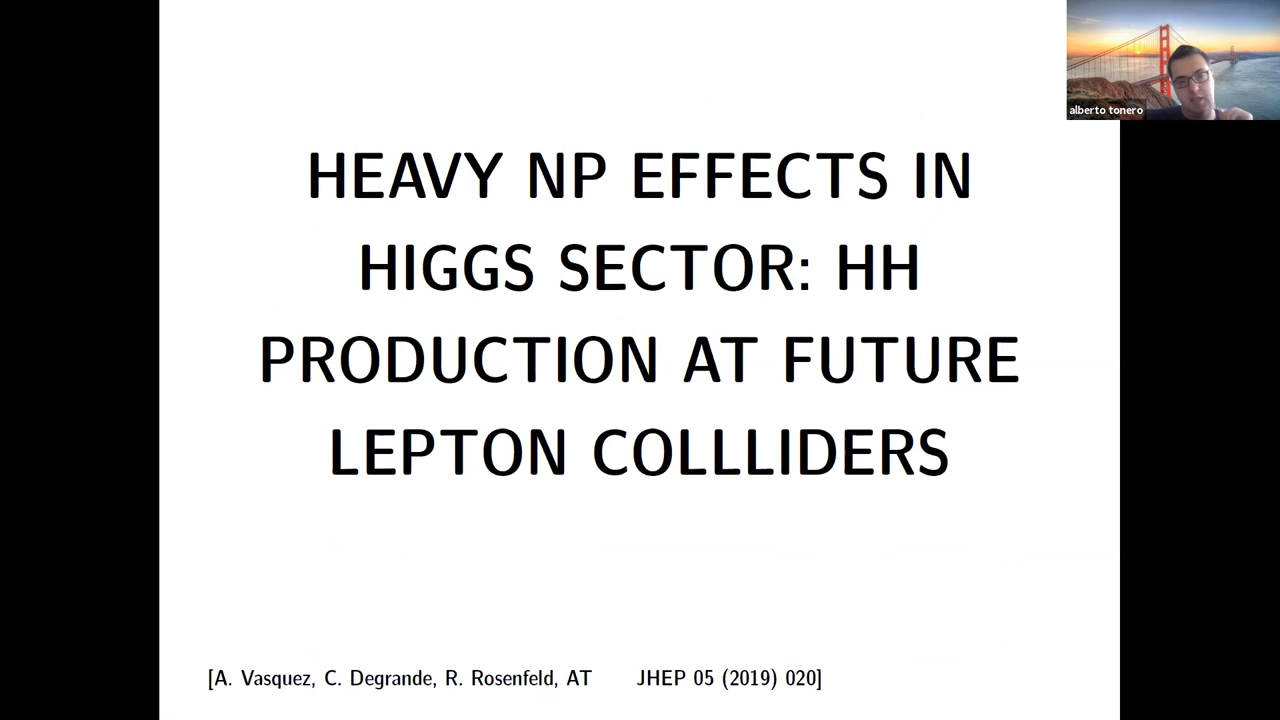 alberto tonero
HEAVY NP EFFECTS IN
HIGGS SECTOR: HH
PRODUCTION AT FUTURE
LEPTON COLLLIDERS
[A. Vasquez, C. Degrande, R. Rosenfeld, AT JHEP 05 (2019) 020]